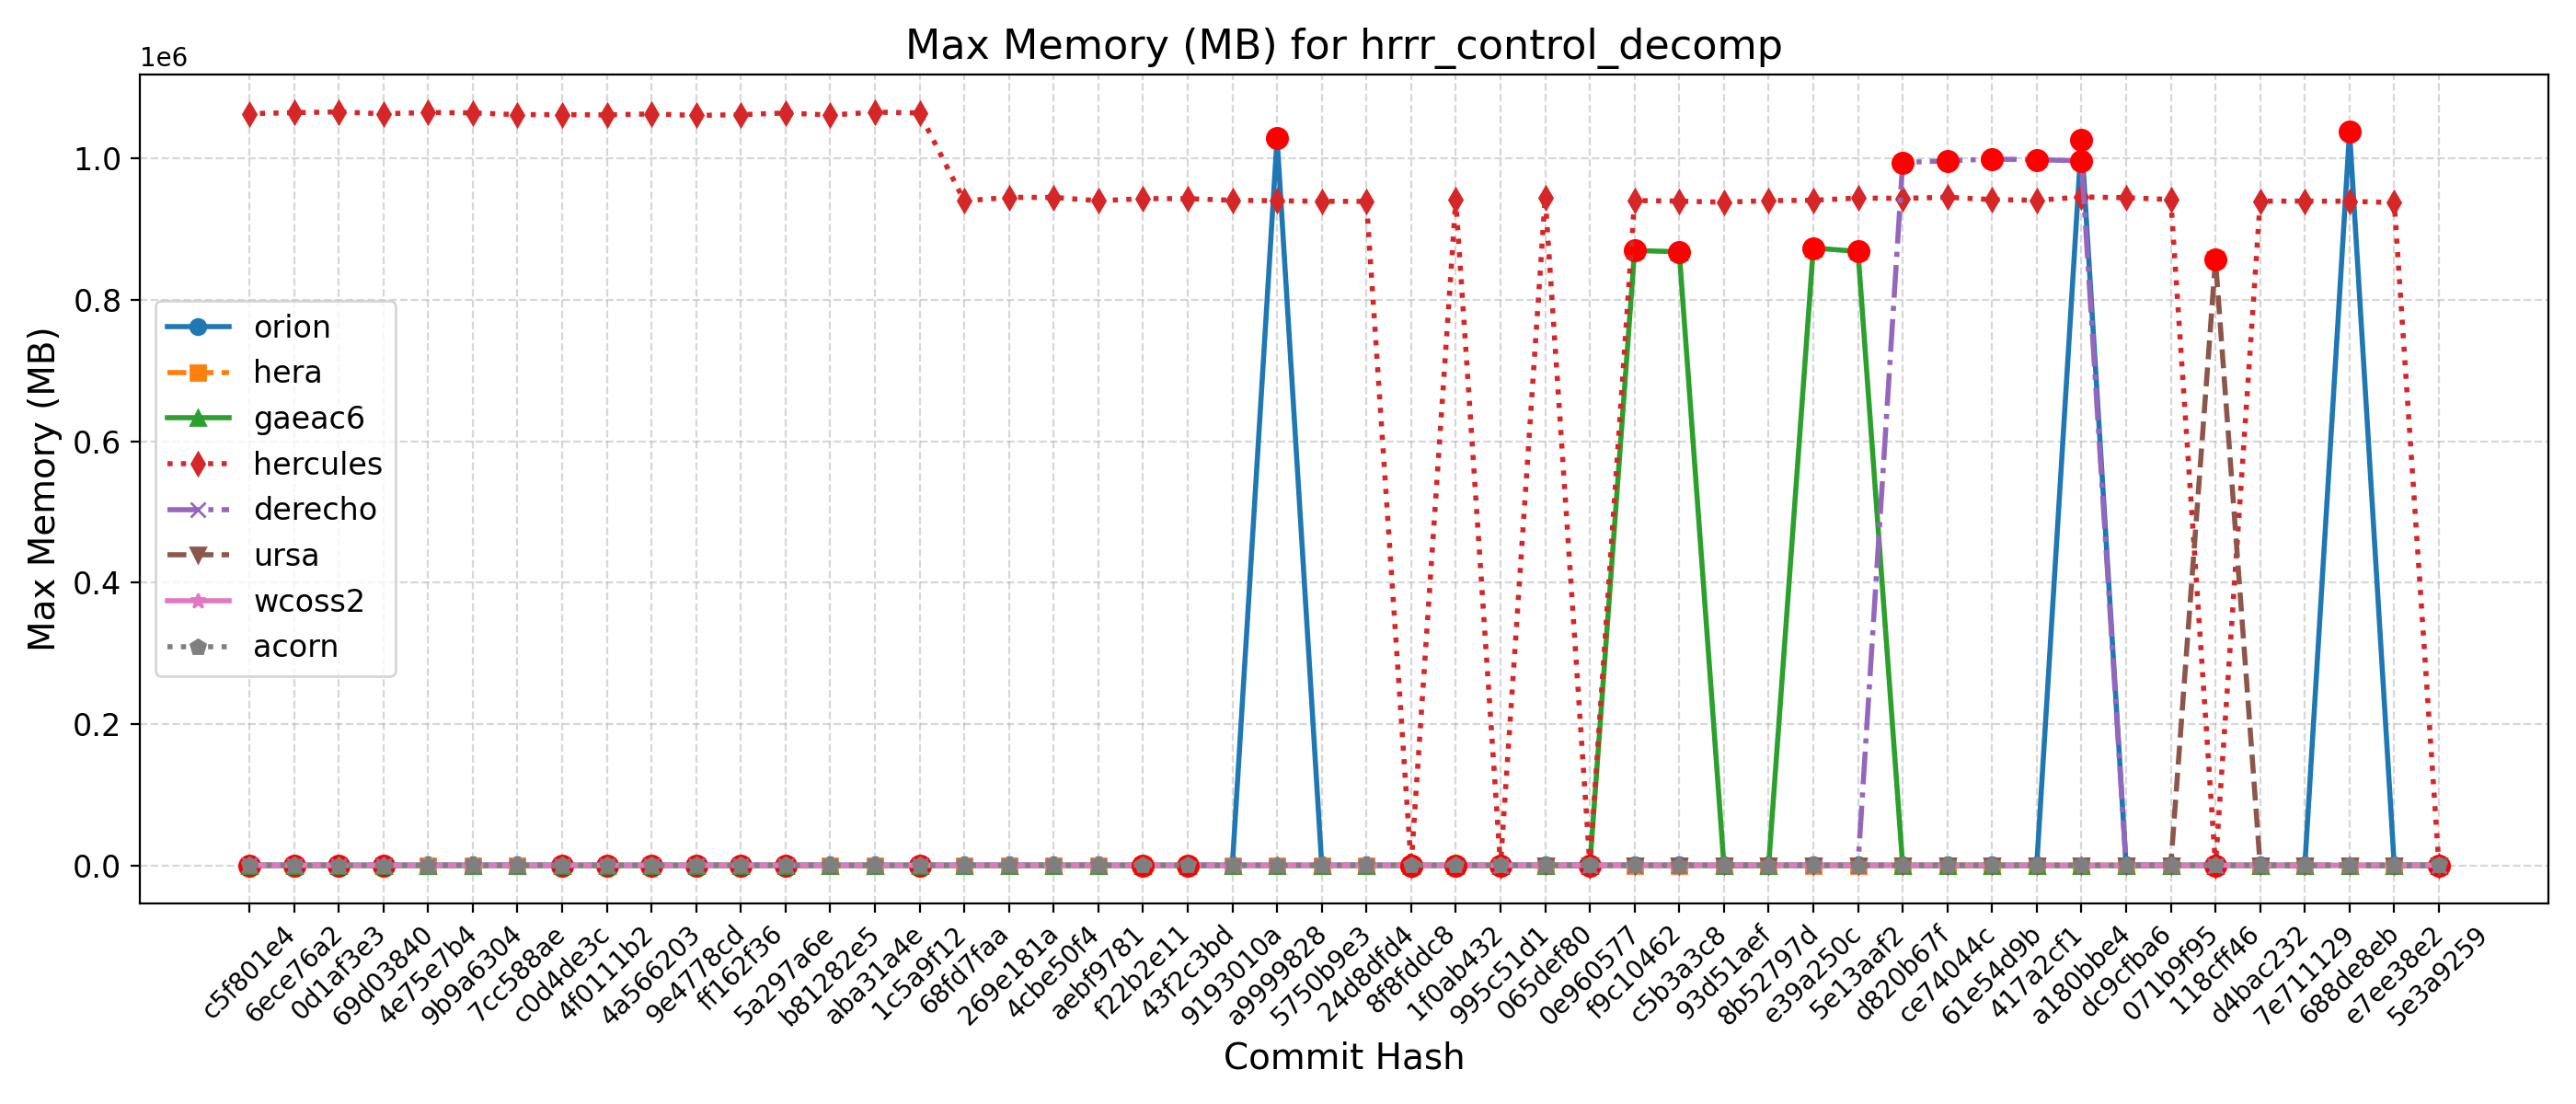 Max Memory (MB) for hrrr_control_decomp
1e6
1.0
0.8
0.6
0.4
0.2
0.0
Max Memory (MB)
orion
hera
gaeac6
hercules
derecho
ursa
wcoss2
acorn
c5f801e4
6ece76a2
0d1af3e3
69d03840
4e75e7b4
9b9a6304
7cc588ae
c0d4de3c
4f0111b2
4a566203
9e4778cd
ff162f36
5a297a6e
b81282e5
aba31a4e
1c5a9f12
68fd7faa
269e181a
4cbe50f4
aebf9781
f22b2e11
43f2c3bd
9193010a
a9999828
5750b9e3
24d8dfd4
8f8fddc8
1f0ab432
995c51d1
065def80
0e960577
f9c10462
c5b3a3c8
93d51aef
8b52797d
e39a250c
5e13aaf2
d820b67f
ce74044c
61e54d9b
417a2cf1
a180bbe4
dc9cfba6
071b9f95
118cff46
d4bac232
7e711129
688de8eb
e7ee38e2
5e3a9259
Commit Hash